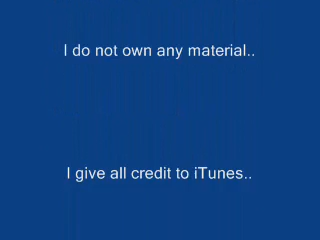 I do not own any material..
I give all credit to iTunes..